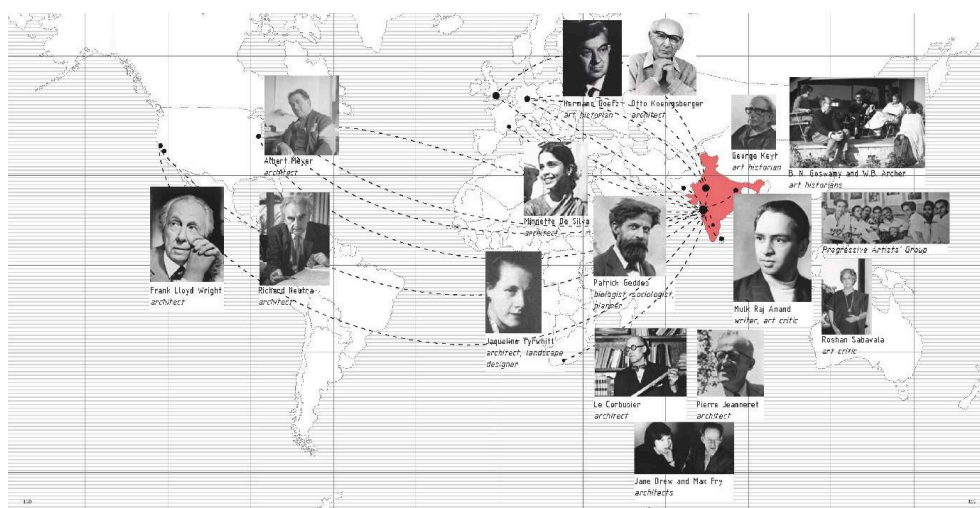 Hermann Goetz
art historian
Otto Koenigsberger
architect
Albert Mayer
architect
George Keyt
art historian
B. N. Goswamy and W.B. Archer
art historians
Minnette De Silva
architect
Progressive Artists' Group
Frank Lloyd Wright
architect
Richard Neutra
architect
Patrick Geddes
biologist, sociologist,
planner
Mulk Raj Anand
writer, art critic
Jaqueline Tyrwhitt
architect, landscape
designer
Roshan Sabavala
art critic
Le Corbusier
architect
Pierre Jeanneret
architect
Jane Drew and Max Fry
architects
110